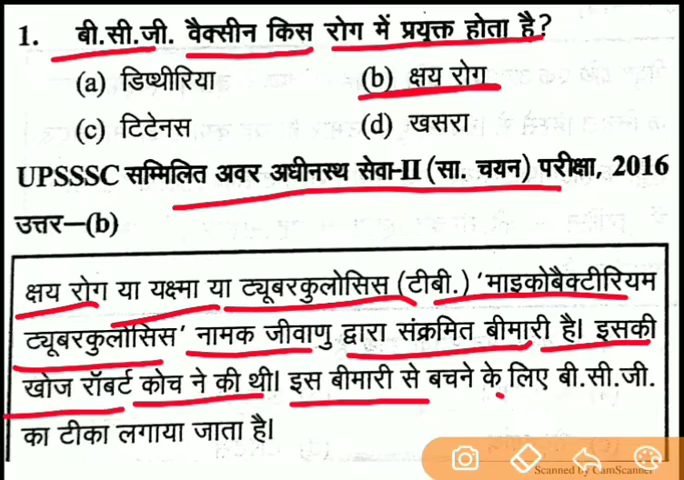 1. बी.सी.जी. वैक्सीन किस रोग में प्रयुक्त होता है?
(a) डिप्थीरिया (b) क्षय रोग
(c) टिटेनस (d) खसरा
UPSSSC सम्मिलित अवर अधीनस्थ सेवा-II (सा. चयन) परीक्षा, 2016
उत्तर—(b)
क्षय रोग या यक्ष्मा या ट्यूबरकुलोसिस (टीबी.) ‘माइकोबैक्टीरियम
ट्यूबरकुलोसिस’ नामक जीवाणु द्वारा संक्रमित बीमारी है। इसकी
खोज रॉबर्ट कोच ने की थी। इस बीमारी से बचने के लिए बी.सी.जी.
का टीका लगाया जाता है।
Scanned by CamScanner